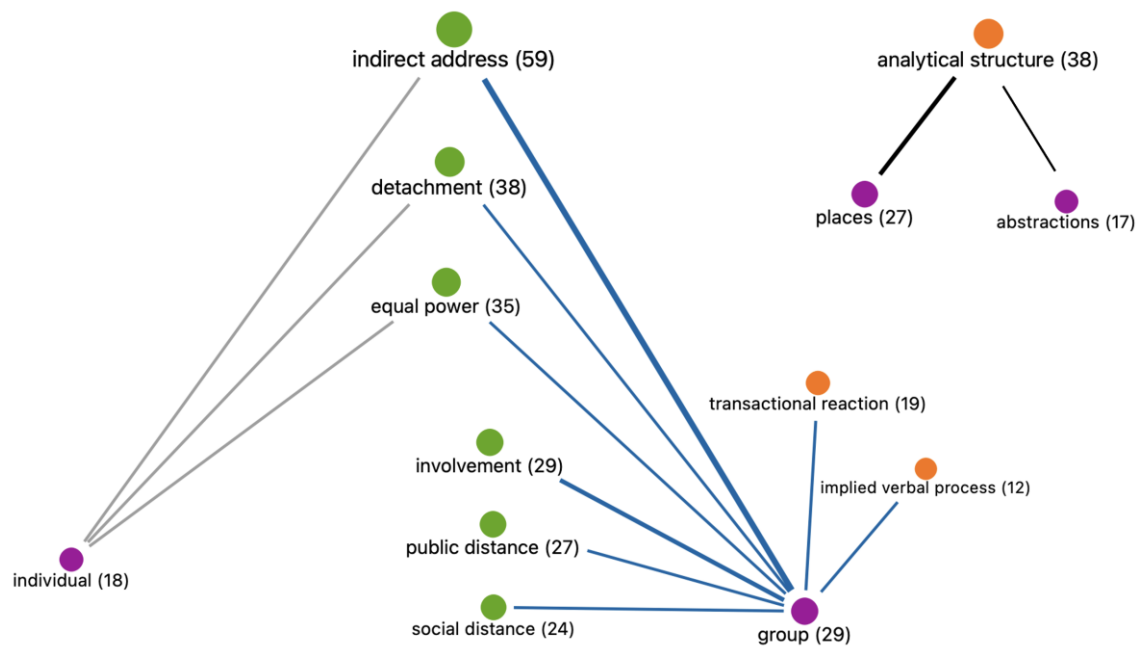 indirect address (59)
analytical structure (38)
detachment (38)
places (27)
abstractions (17)
equal power (35)
transactional reaction (19)
involvement (29)
implied verbal process (12)
public distance (27)
individual (18)
social distance (24)
group (29)